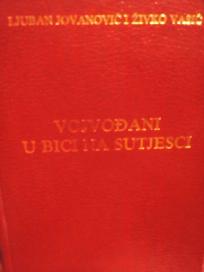 LJUBAN JOVANOVIĆ I ŽIVKO VASIĆ
VOJVOĐANI
U BICI NA SUTJESCI